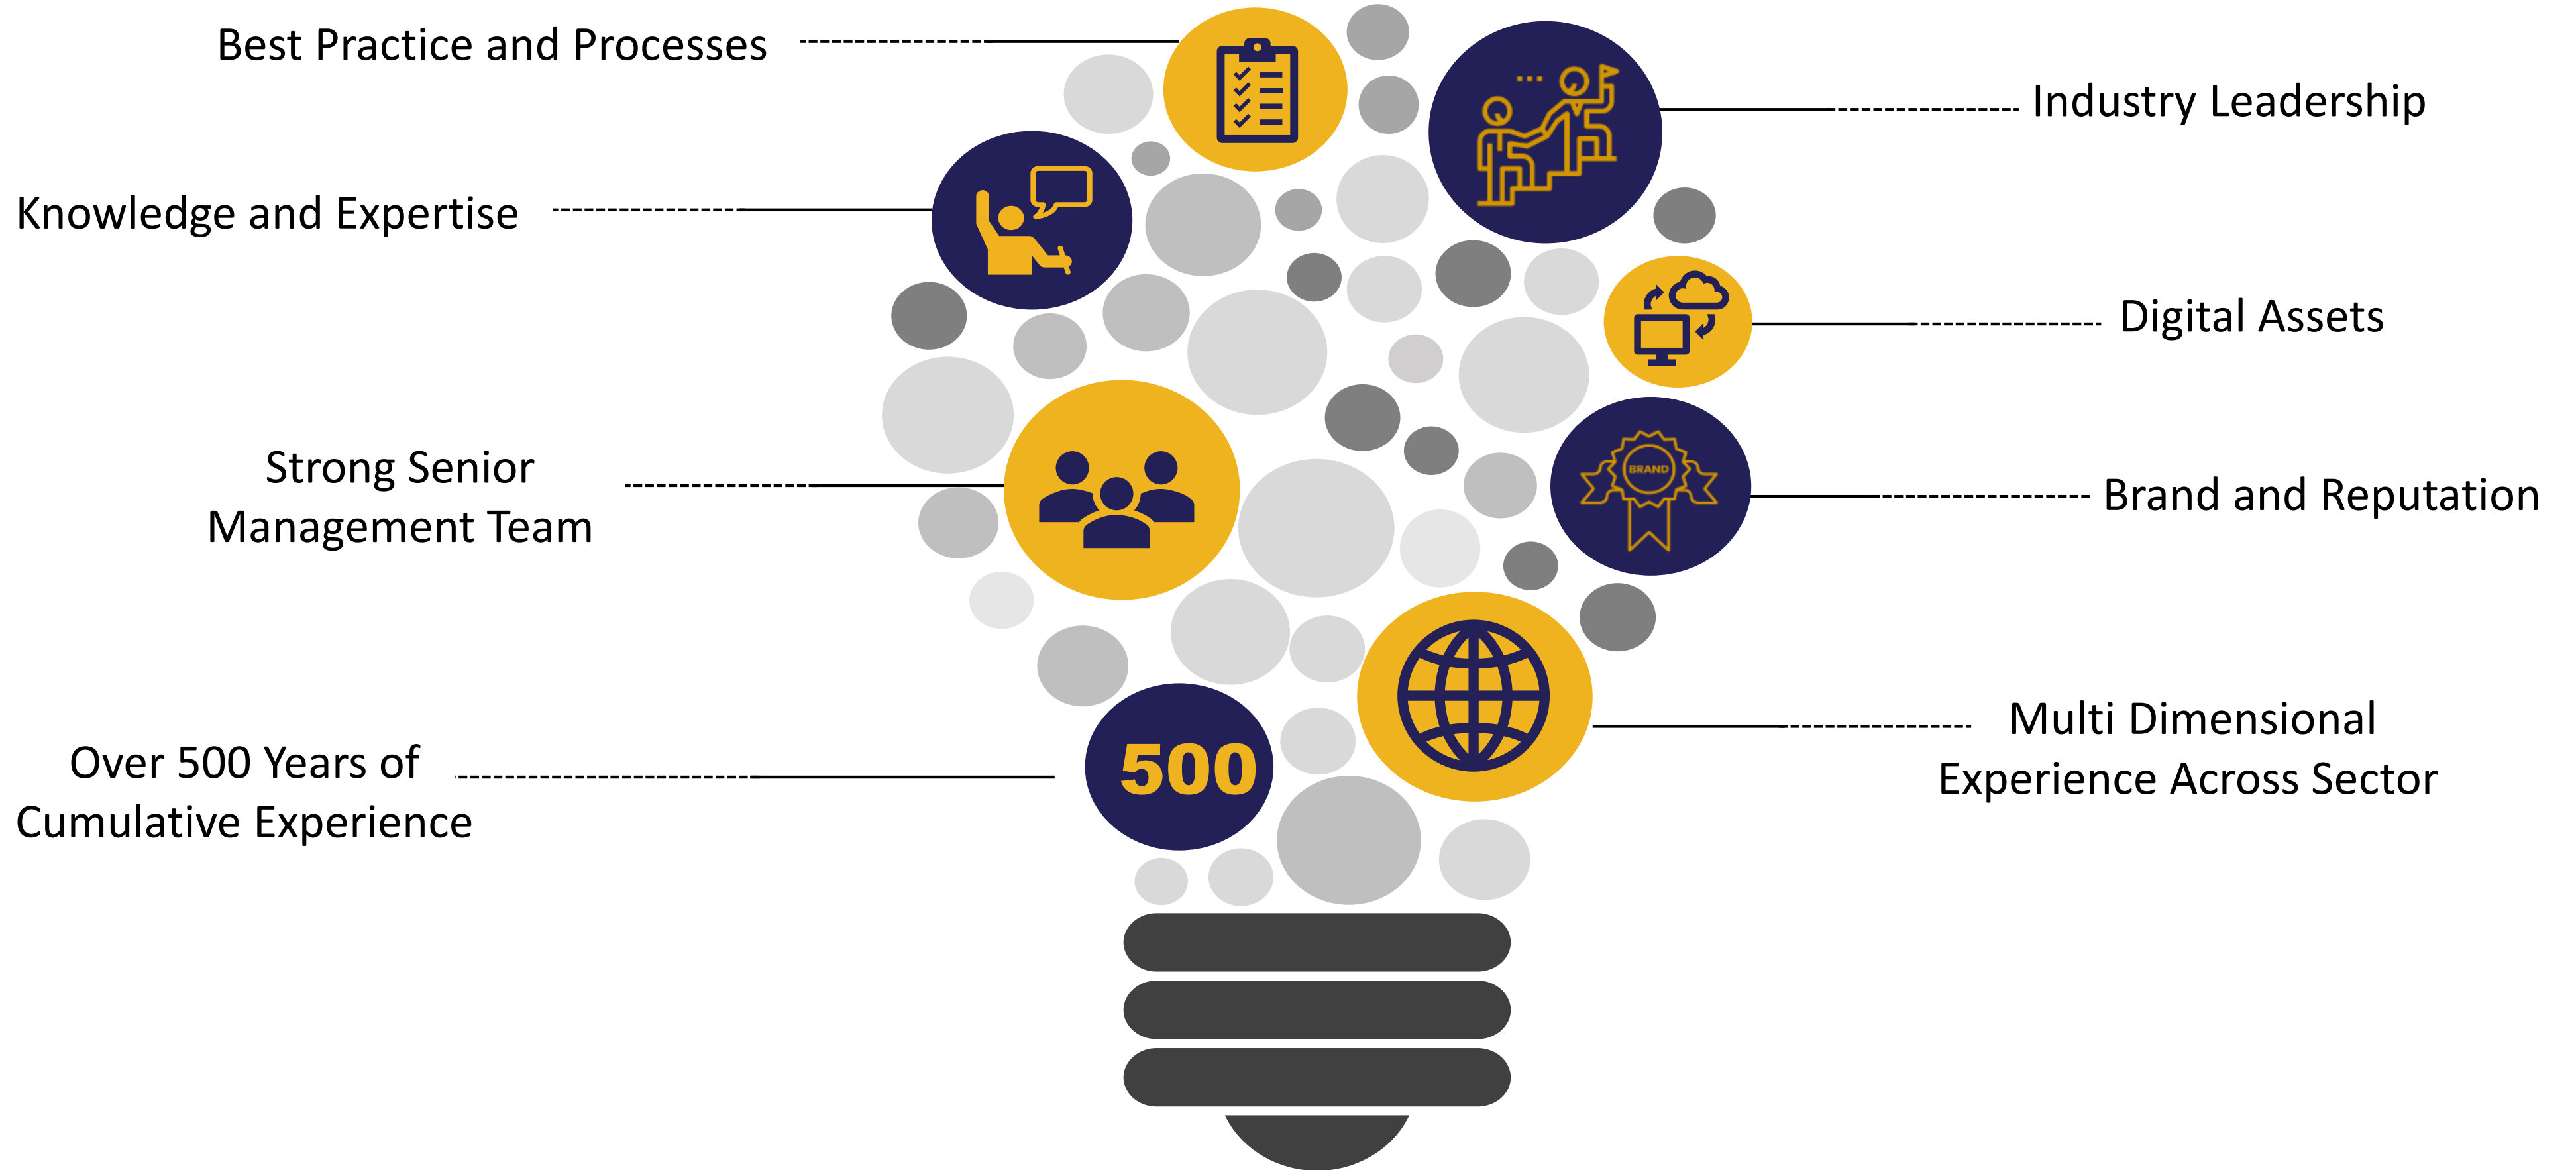 Best Practice and Processes
Industry Leadership
Knowledge and Expertise
Digital Assets
Strong Senior
Management Team
BRAND
Brand and Reputation
Over 500 Years of
Cumulative Experience
500
Multi Dimensional
Experience Across Sector